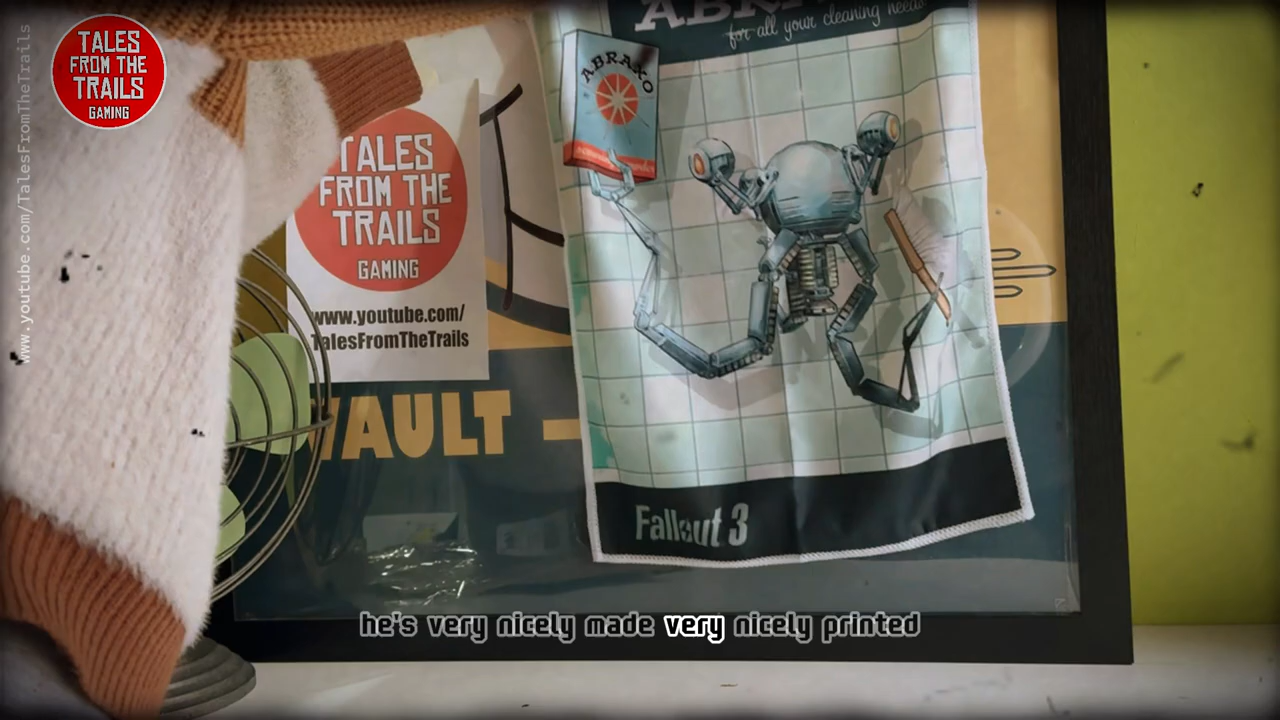 TALES
FROM THE
TRAILS
GAMING
www.youtube.com/TalesFromTheTrails
for all your cleaning needs
ABRAXO
TALES
FROM THE
TRAILS
GAMING
www.youtube.com/
TalesFromTheTrails
VAULT –
Fallout 3
he's very nicely made very nicely printed